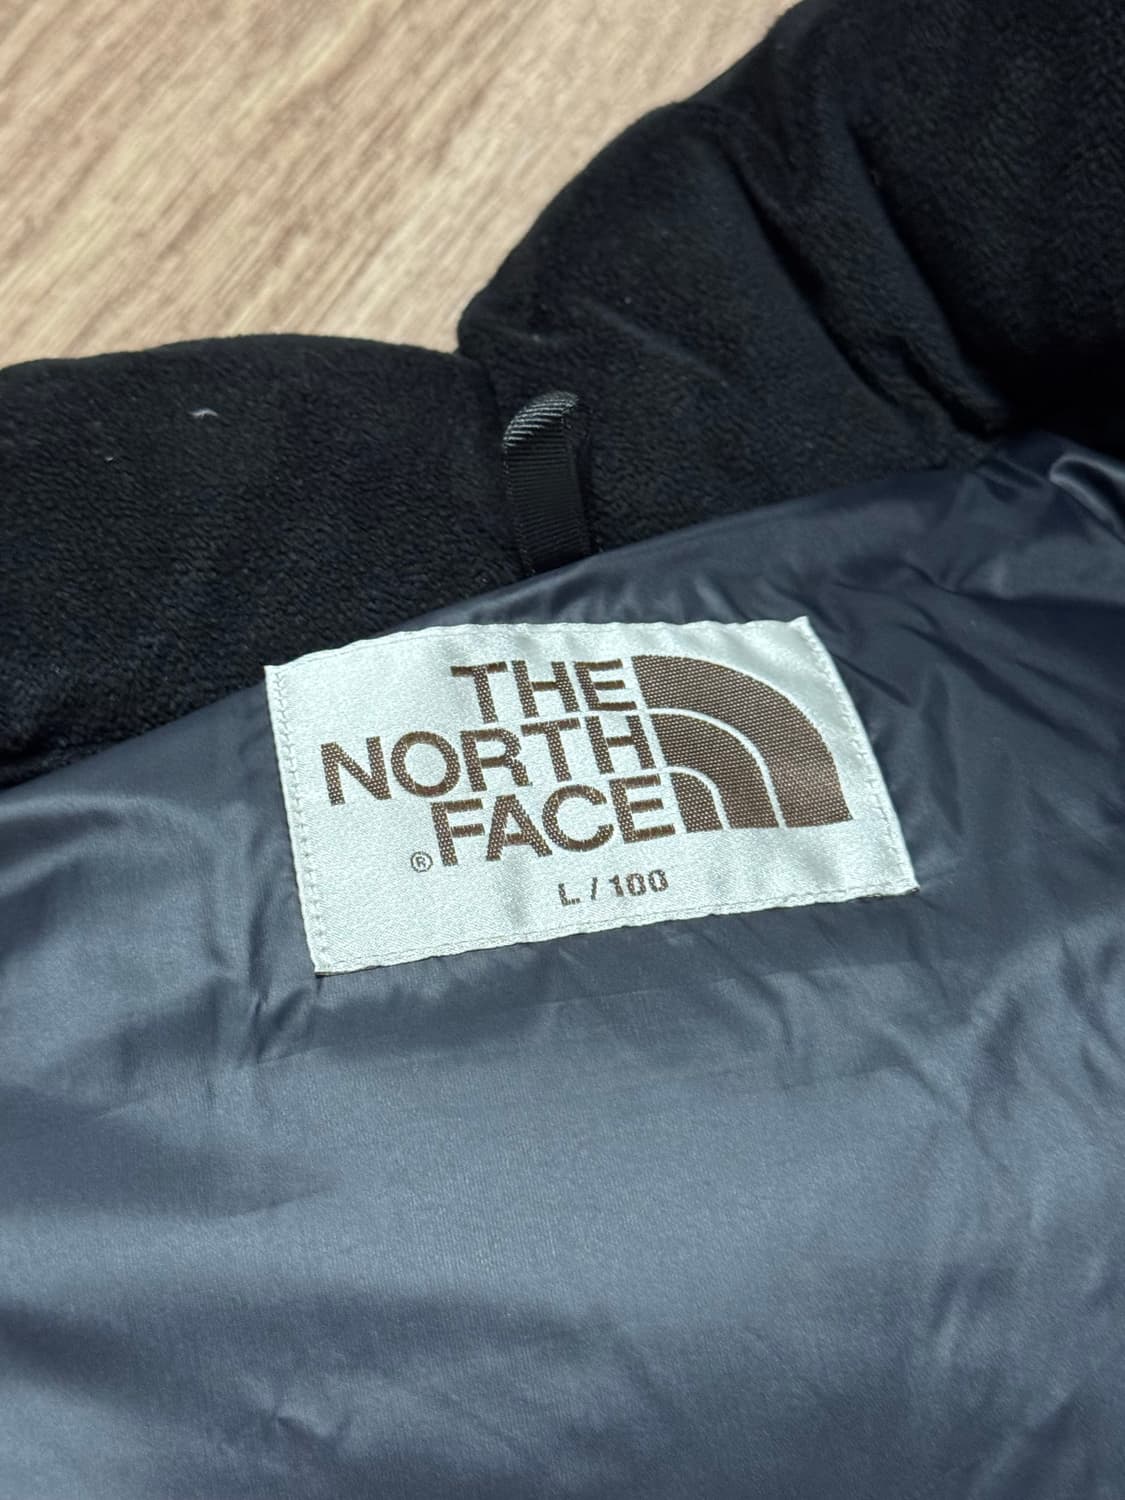 THE
NORTH
FACE
®
L / 100